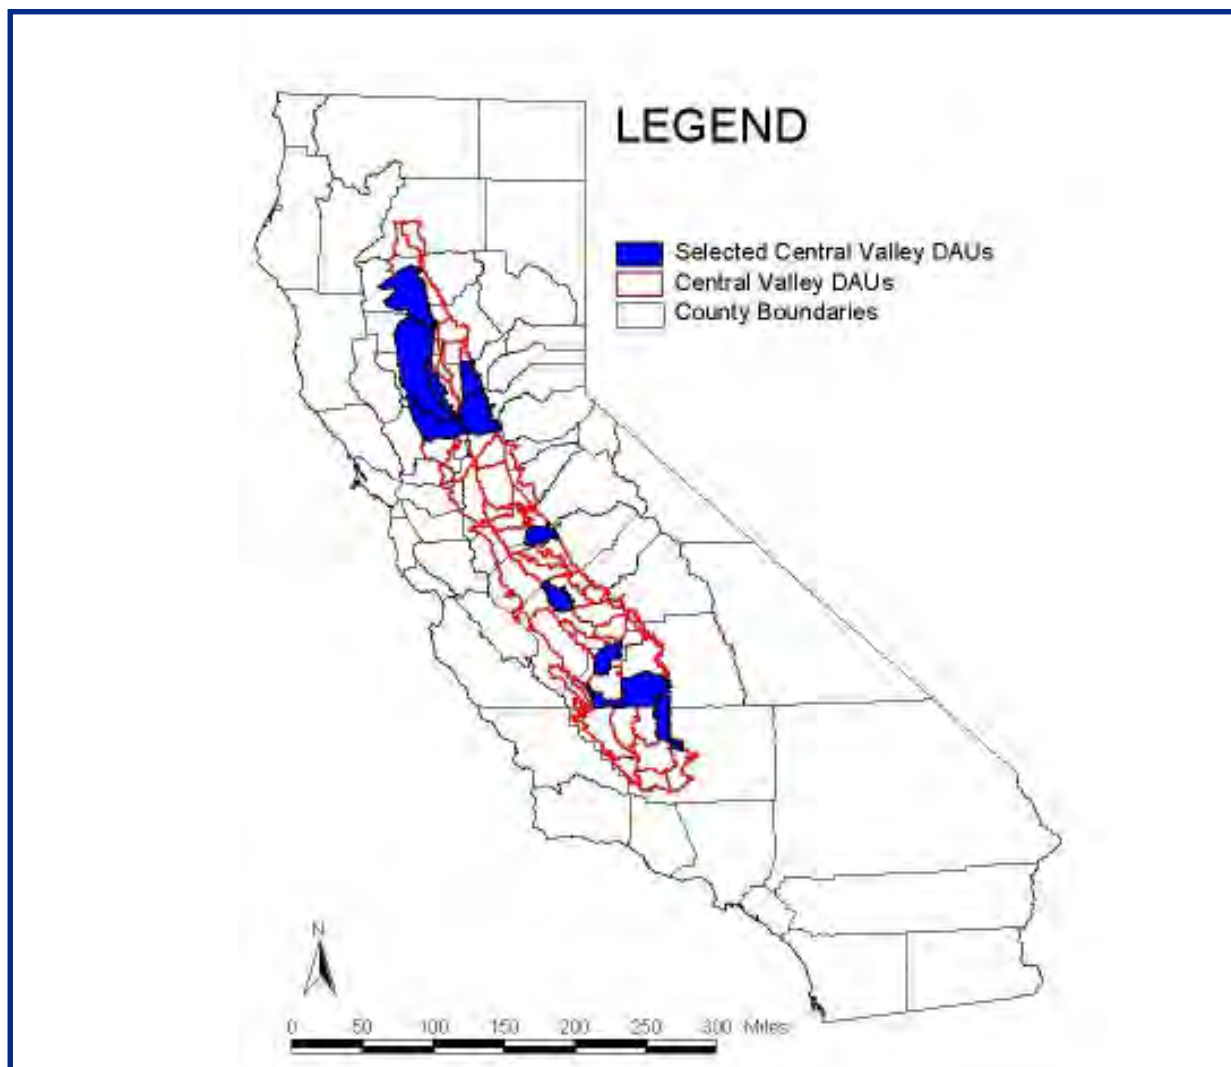 LEGEND
Selected Central Valley DAUs
Central Valley DAUs
County Boundaries
N
0 50 100 150 200 250 300 Miles